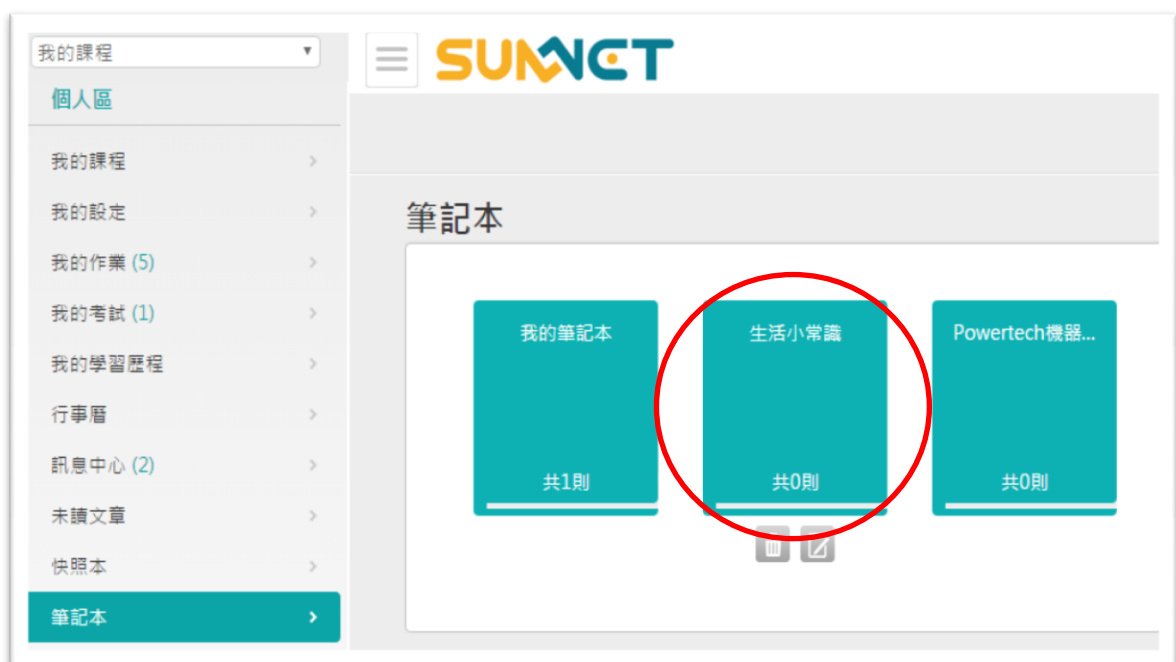 我的課程
個人區
我的課程
我的設定
我的作業 (5)
我的考試 (1)
我的學習歷程
行事曆
訊息中心 (2)
未讀文章
快照本
筆記本
SUNNET
筆記本
我的筆記本
共1則
生活小常識
共0則
Powertech機器...
共0則